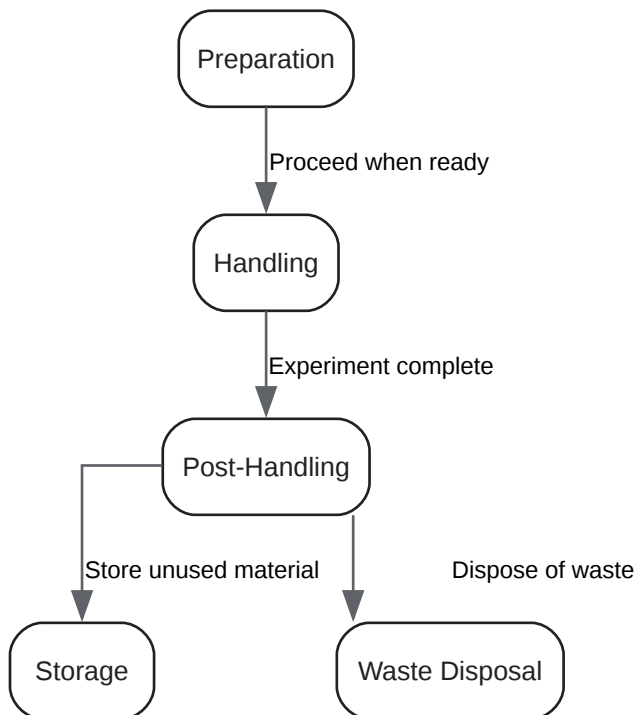 Preparation
Proceed when ready
Handling
Experiment complete
Post-Handling
Store unused material
Dispose of waste
Storage
Waste Disposal